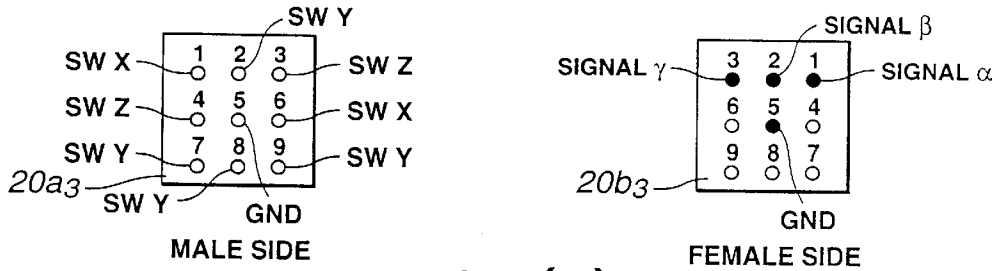 SW Y
1 2 3
SW X
SW Z
4 5 6
SW Z
SW X
7 8 9
SW Y
SW Y
20a3
SW Y
GND
MALE SIDE
SIGNAL β
3 2 1
SIGNAL γ
SIGNAL α
6 5 4
9 8 7
20b3
GND
FEMALE SIDE